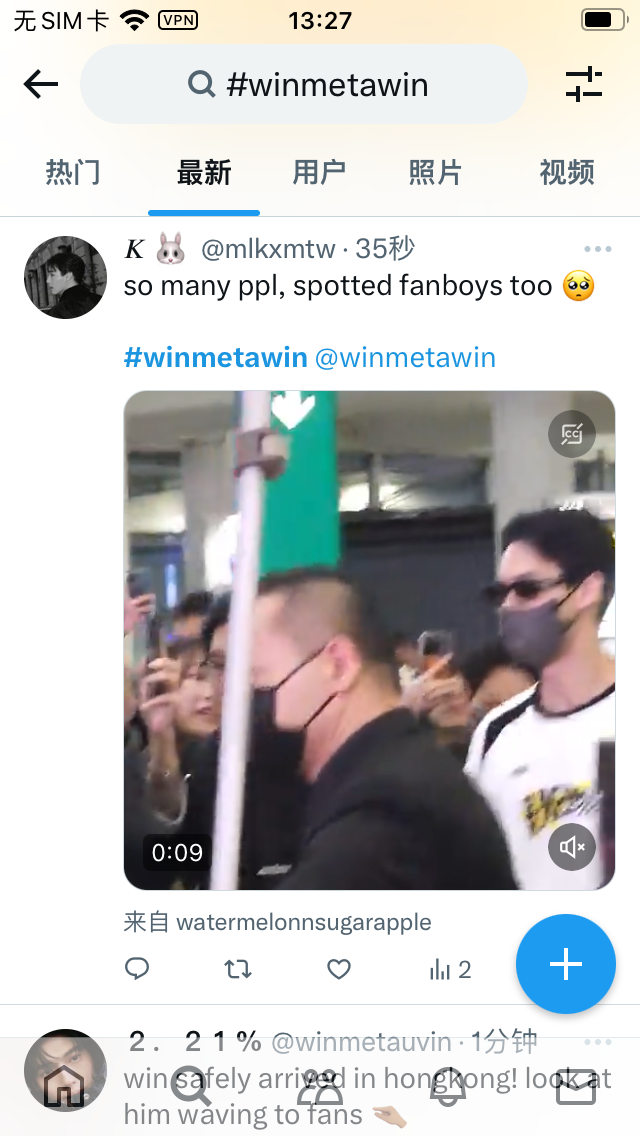 无SIM卡 VPN 13:27
#winmetawin
热门 最新 用户 照片 视频
K 🐰 @mlkxmtw · 35秒
so many ppl, spotted fanboys too 🥺
#winmetawin @winmetawin
CC
0:09
来自 watermelonnsugarapple
2
2. 21% @winmetauvin · 1分钟
win safely arrived in hongkong! look at
him waving to fans